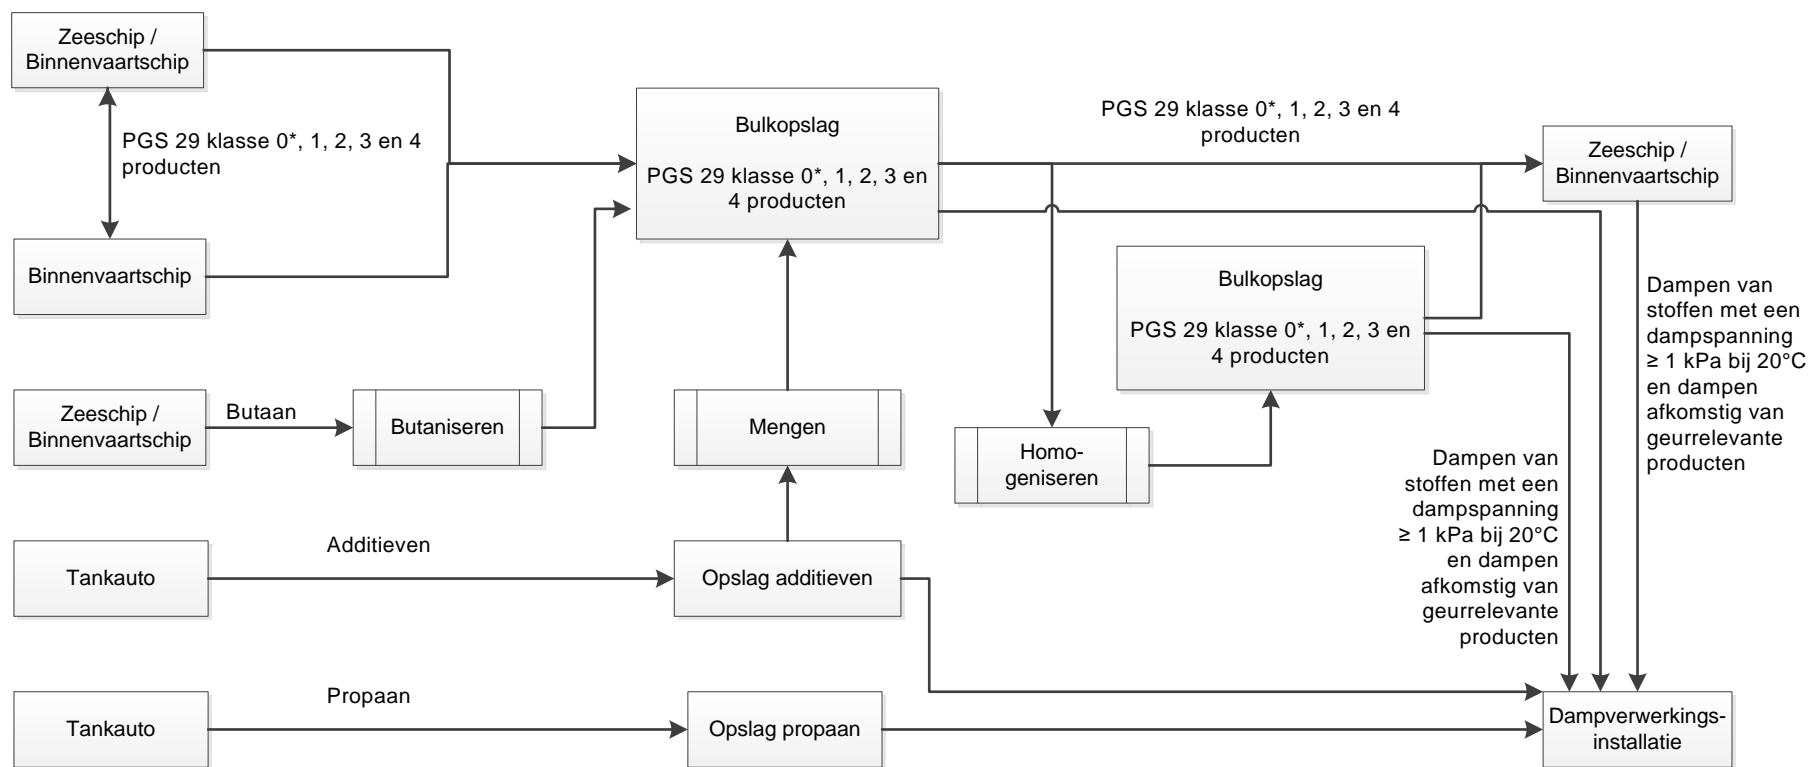 Zeeschip /
Binnenvaartschip
PGS 29 klasse 0*, 1, 2, 3 en 4
producten
Binnenvaartschip
Bulkopslag
PGS 29 klasse 0*, 1, 2, 3 en
4 producten
PGS 29 klasse 0*, 1, 2, 3 en 4
producten
Zeeschip /
Binnenvaartschip
Bulkopslag
PGS 29 klasse 0*, 1, 2, 3 en
4 producten
Dampen van
stoffen met een
dampspanning
≥ 1 kPa bij 20°C
en dampen
afkomstig van
geurrelevante
producten
Zeeschip /
Binnenvaartschip
Butaan
Butaniseren
Mengen
Homo-
geniseren
Dampen van
stoffen met een
dampspanning
≥ 1 kPa bij 20°C
en dampen
afkomstig van
geurrelevante
producten
Tankauto
Additieven
Opslag additieven
Tankauto
Propaan
Opslag propaan
Dampverwerkings-
installatie